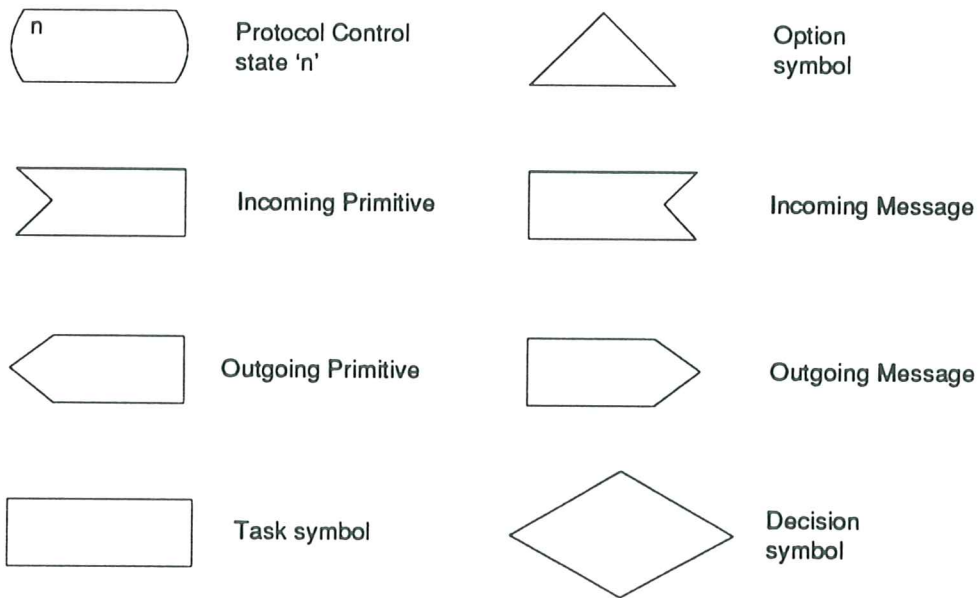 n
Protocol Control
state ‘n’
Option
symbol
Incoming Primitive
Incoming Message
Outgoing Primitive
Outgoing Message
Task symbol
Decision
symbol